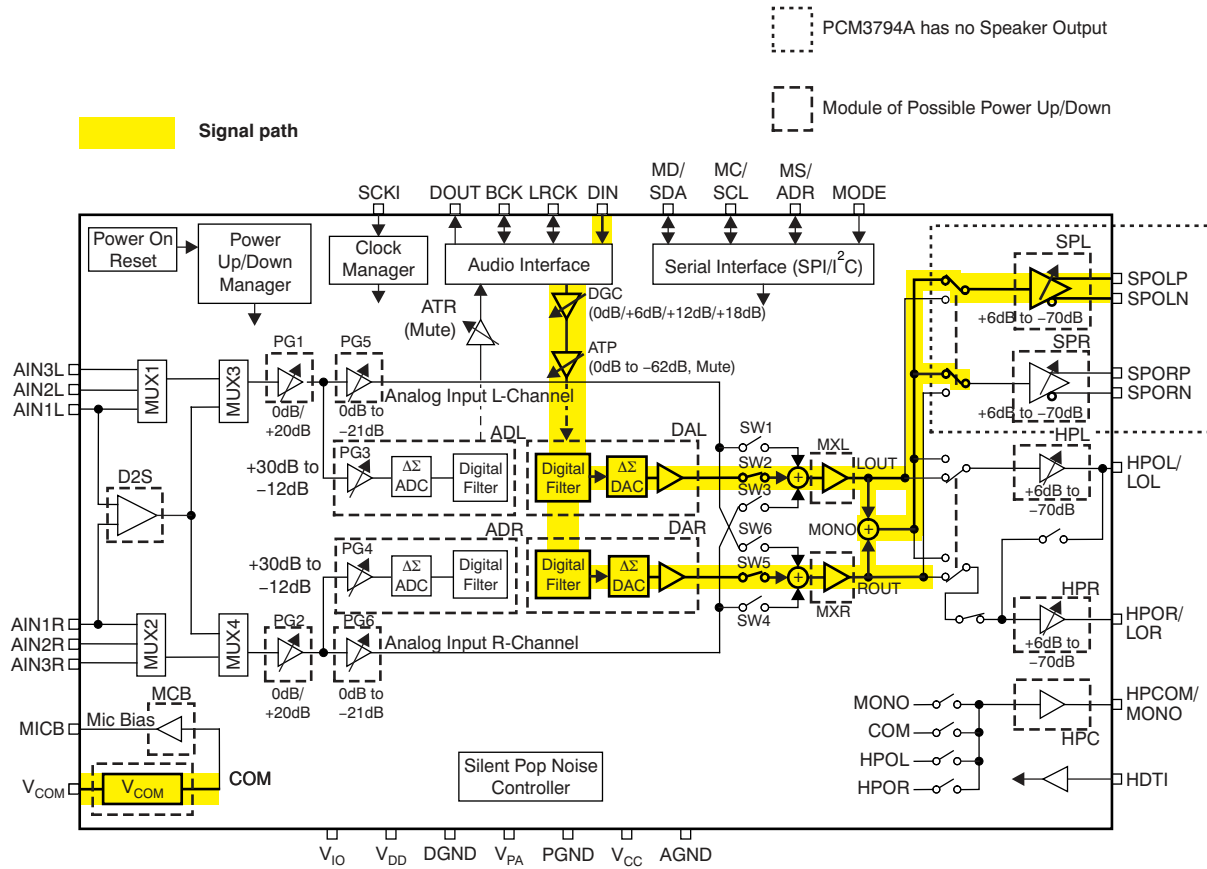 PCM3794A has no Speaker Output
Module of Possible Power Up/Down
Signal path
SCKI
DOUT
BCK
LRCK
DIN
MD/
SDA
MC/
SCL
MS/
ADR
MODE
Power On
Reset
Power
Up/Down
Manager
Clock
Manager
Audio Interface
Serial Interface (SPI/I²C)
ATR
(Mute)
DGC
(0dB/+6dB/+12dB/+18dB)
ATP
(0dB to −62dB, Mute)
SPL
+6dB to −70dB
SPOLP
SPOLN
SPR
+6dB to −70dB
SPORP
SPORN
AIN3L
AIN2L
AIN1L
MUX1
MUX3
PG1
0dB/
+20dB
PG5
0dB to
−21dB
Analog Input L-Channel
ADL
+30dB to
−12dB
PG3
ΔΣ
ADC
Digital
Filter
DAL
Digital
Filter
ΔΣ
DAC
SW1
SW2
SW3
MXL
LOUT
HPL
+6dB to
−70dB
HPOL/
LOL
D2S
MONO
ADR
+30dB to
−12dB
PG4
ΔΣ
ADC
Digital
Filter
DAR
Digital
Filter
ΔΣ
DAC
SW6
SW5
SW4
MXR
ROUT
HPR
+6dB to
−70dB
HPOR/
LOR
AIN1R
AIN2R
AIN3R
MUX2
MUX4
PG2
0dB/
+20dB
PG6
0dB to
−21dB
Analog Input R-Channel
MCB
MICB
Mic Bias
COM
VCOM
VCOM
Silent Pop Noise
Controller
MONO
COM
HPOL
HPOR
HPC
HPCOM/
MONO
HDTI
VIO
VDD
DGND
VPA
PGND
VCC
AGND